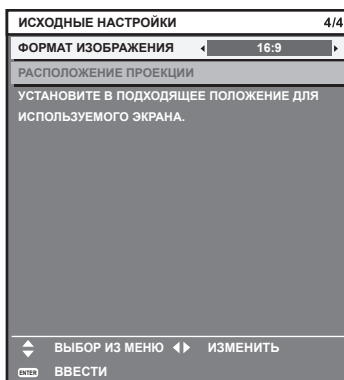 ИСХОДНЫЕ НАСТРОЙКИ 4/4
ФОРМАТ ИЗОБРАЖЕНИЯ 16:9
РАСПОЛОЖЕНИЕ ПРОЕКЦИИ
УСТАНОВИТЕ В ПОДХОДЯЩЕЕ ПОЛОЖЕНИЕ ДЛЯ
ИСПОЛЬЗУЕМОГО ЭКРАНА.
ВЫБОР ИЗ МЕНЮ ИЗМЕНИТЬ
ENTER ВВЕСТИ